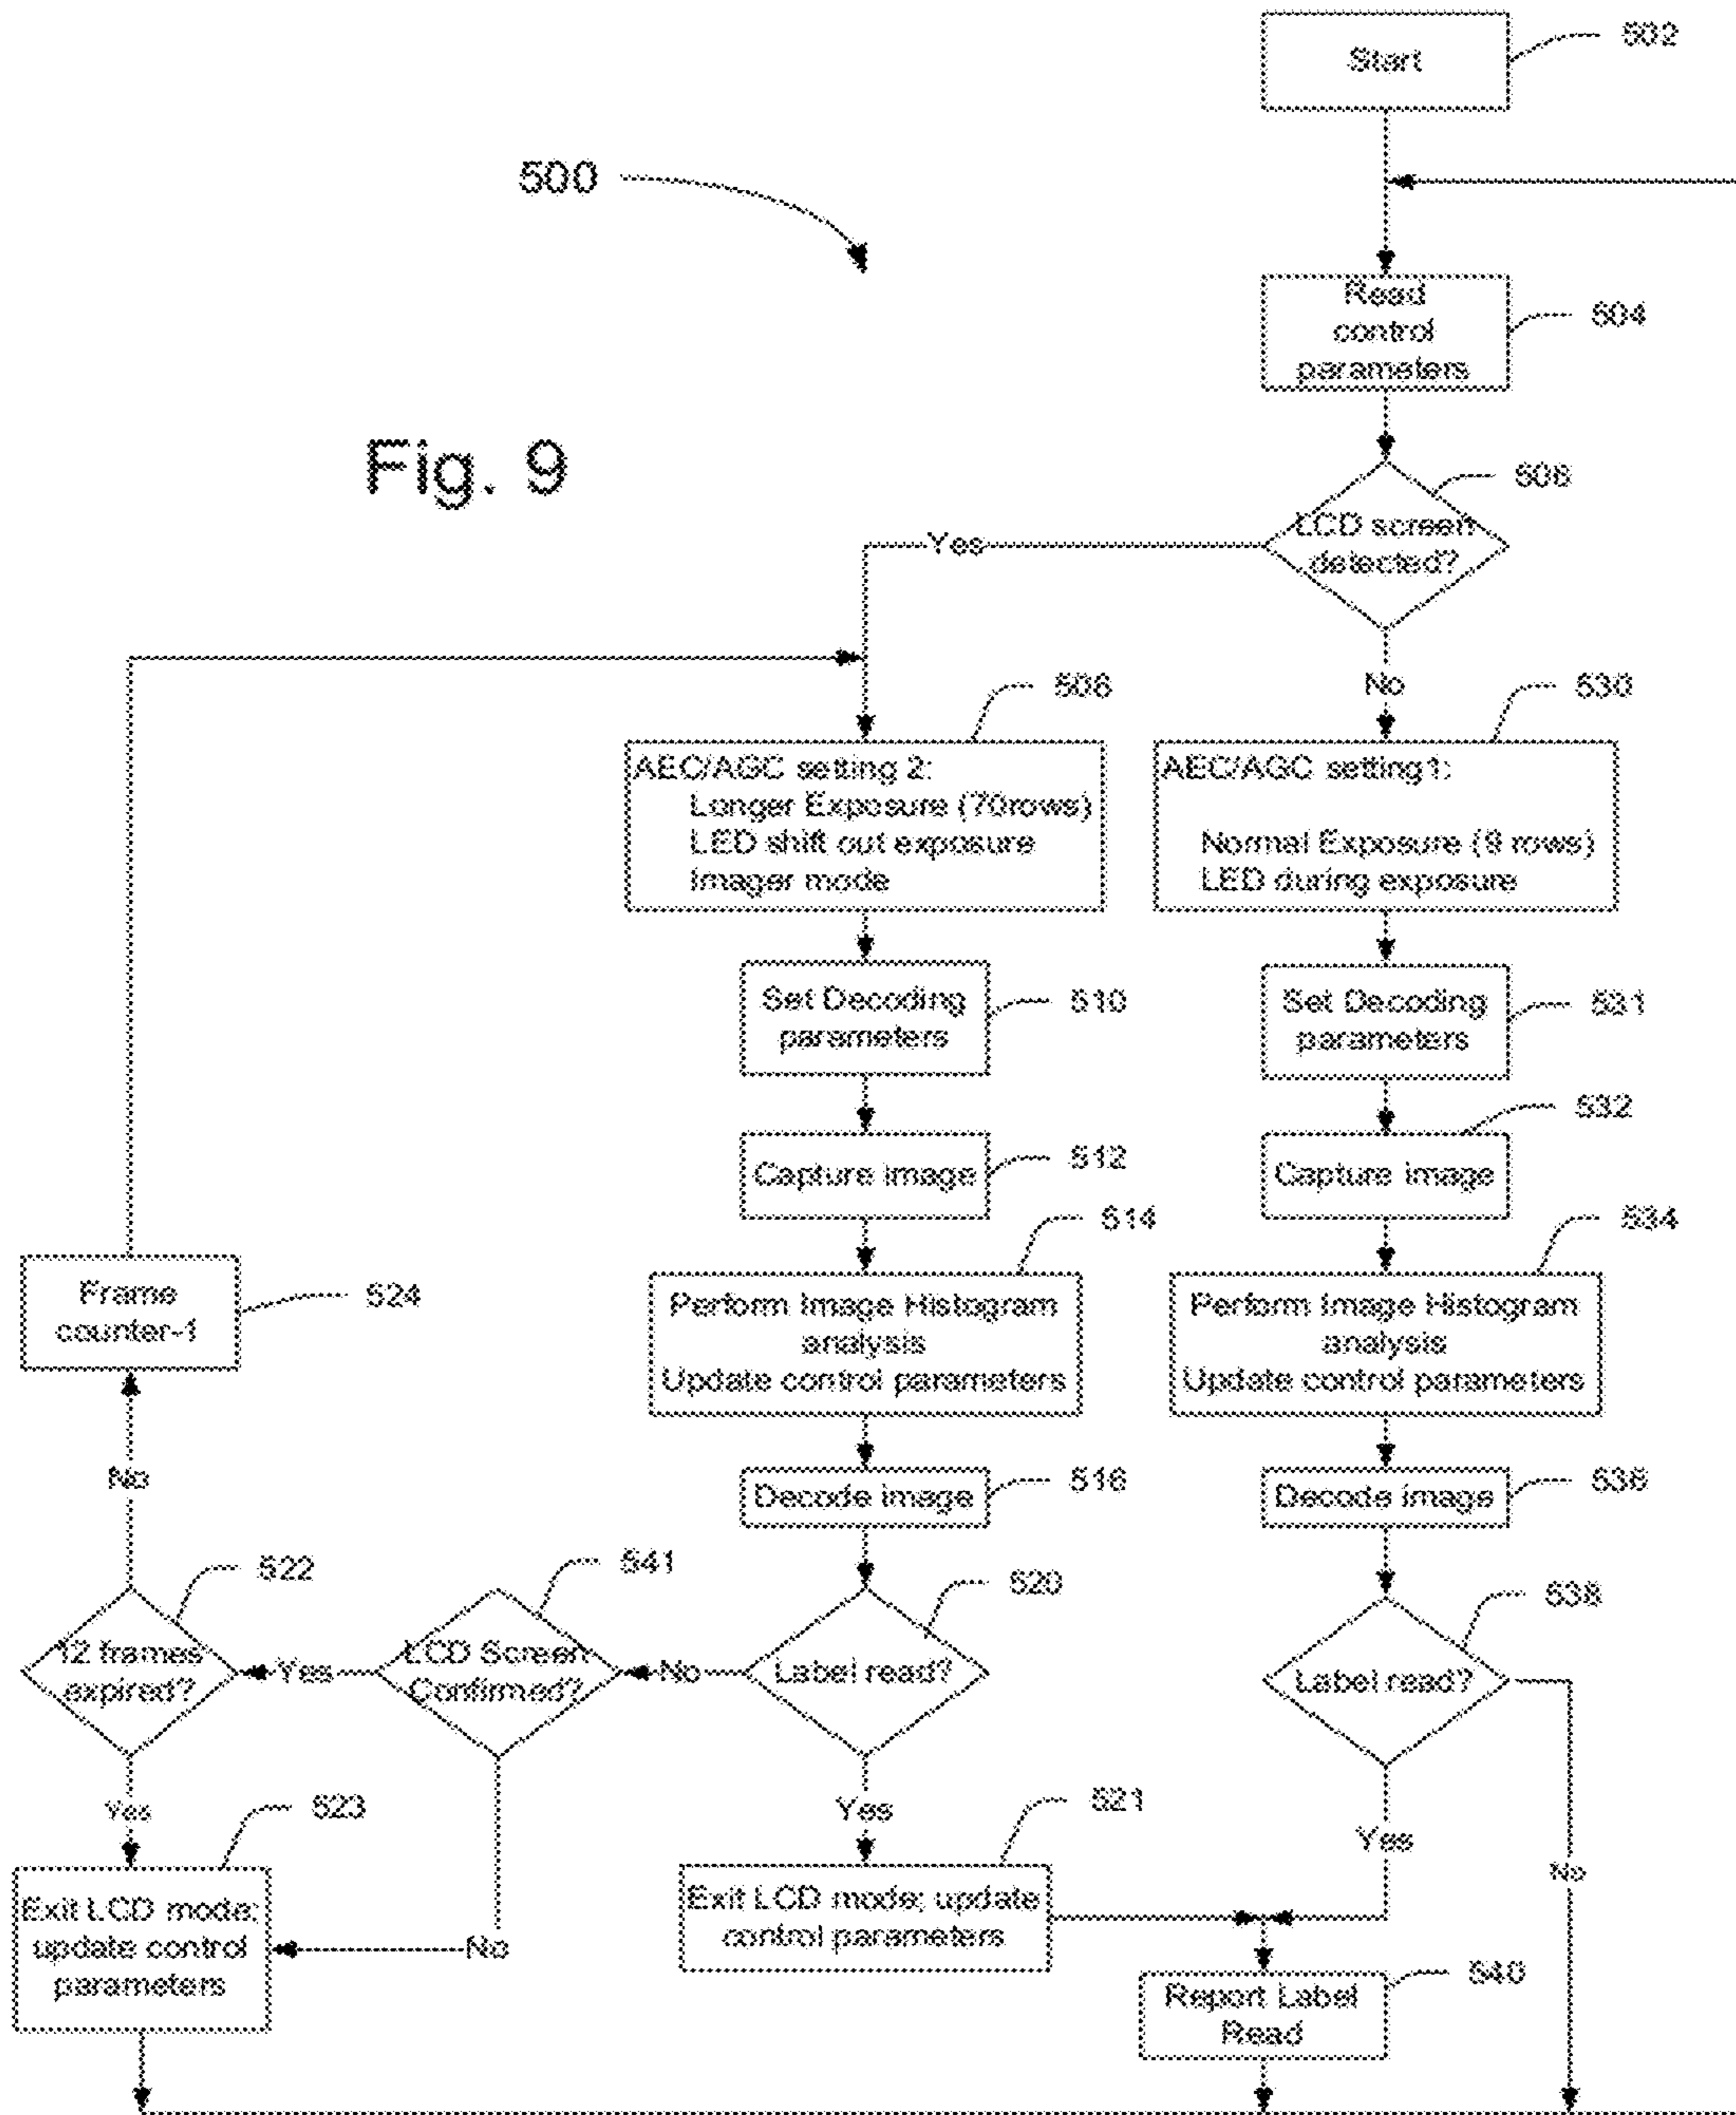 Start
502
500
Read
control
parameters
504
Fig. 9
506
LCD screen
detected?
Yes
No
508
530
AEC/AGC setting 2:
Longer Exposure (70rows)
LED shift out exposure
Imager mode
AEC/AGC setting1:
Normal Exposure (9 rows)
LED during exposure
Set Decoding
parameters
510
Set Decoding
parameters
531
532
Capture image
512
Capture image
514
534
Frame
counter-1
524
Perform Image Histogram
analysis
Update control parameters
Perform Image Histogram
analysis
Update control parameters
No
Decode image
516
Decode image
536
522
541
520
538
12 frames
expired?
Yes
LCD Screen
Confirmed?
No
Label read?
Label read?
Yes
523
Yes
521
Yes
No
Exit LCD mode;
update control
parameters
No
Exit LCD mode; update
control parameters
540
Report Label
Read